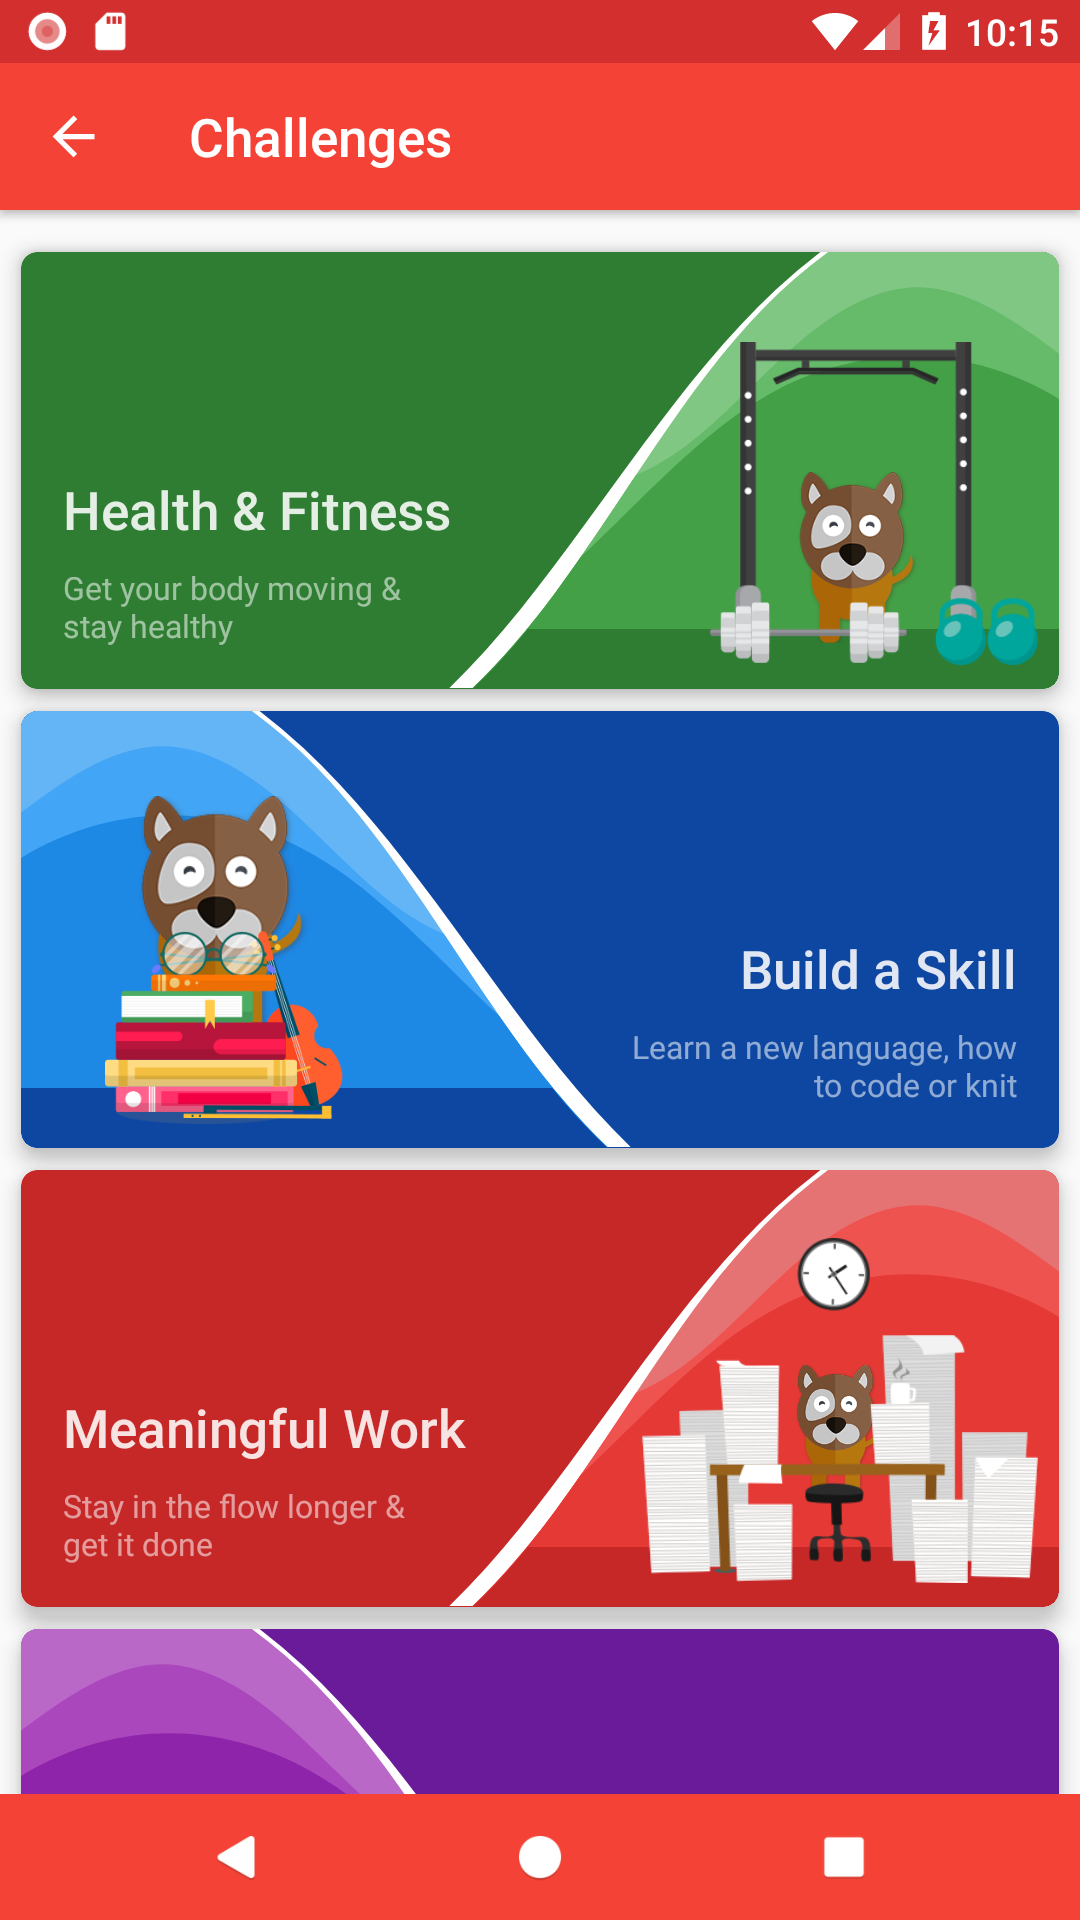 10:15
Challenges
Health & Fitness
Get your body moving &
stay healthy
Build a Skill
Learn a new language, how
to code or knit
Meaningful Work
Stay in the flow longer &
get it done